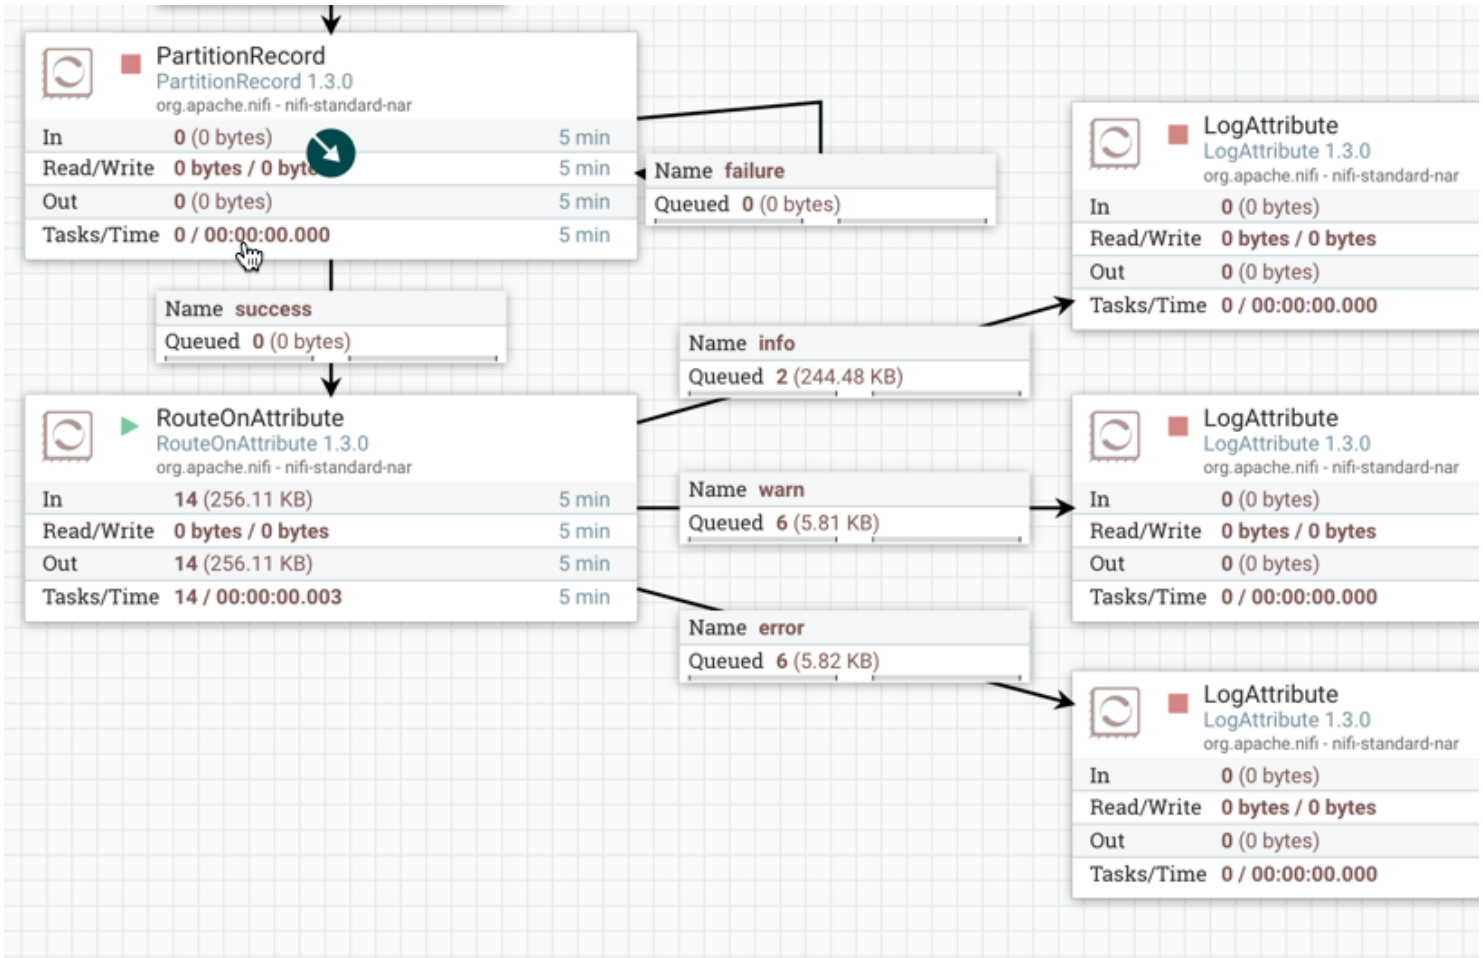 PartitionRecord
PartitionRecord 1.3.0
org.apache.nifi - nifi-standard-nar
In 0 (0 bytes) 5 min
Read/Write 0 bytes / 0 byte 5 min
Out 0 (0 bytes) 5 min
Tasks/Time 0 / 00:00:00.000 5 min
Name failure
Queued 0 (0 bytes)
Name success
Queued 0 (0 bytes)
RouteOnAttribute
RouteOnAttribute 1.3.0
org.apache.nifi - nifi-standard-nar
In 14 (256.11 KB) 5 min
Read/Write 0 bytes / 0 bytes 5 min
Out 14 (256.11 KB) 5 min
Tasks/Time 14 / 00:00:00.003 5 min
Name info
Queued 2 (244.48 KB)
Name warn
Queued 6 (5.81 KB)
Name error
Queued 6 (5.82 KB)
LogAttribute
LogAttribute 1.3.0
org.apache.nifi - nifi-standard-nar
In 0 (0 bytes)
Read/Write 0 bytes / 0 bytes
Out 0 (0 bytes)
Tasks/Time 0 / 00:00:00.000
LogAttribute
LogAttribute 1.3.0
org.apache.nifi - nifi-standard-nar
In 0 (0 bytes)
Read/Write 0 bytes / 0 bytes
Out 0 (0 bytes)
Tasks/Time 0 / 00:00:00.000
LogAttribute
LogAttribute 1.3.0
org.apache.nifi - nifi-standard-nar
In 0 (0 bytes)
Read/Write 0 bytes / 0 bytes
Out 0 (0 bytes)
Tasks/Time 0 / 00:00:00.000